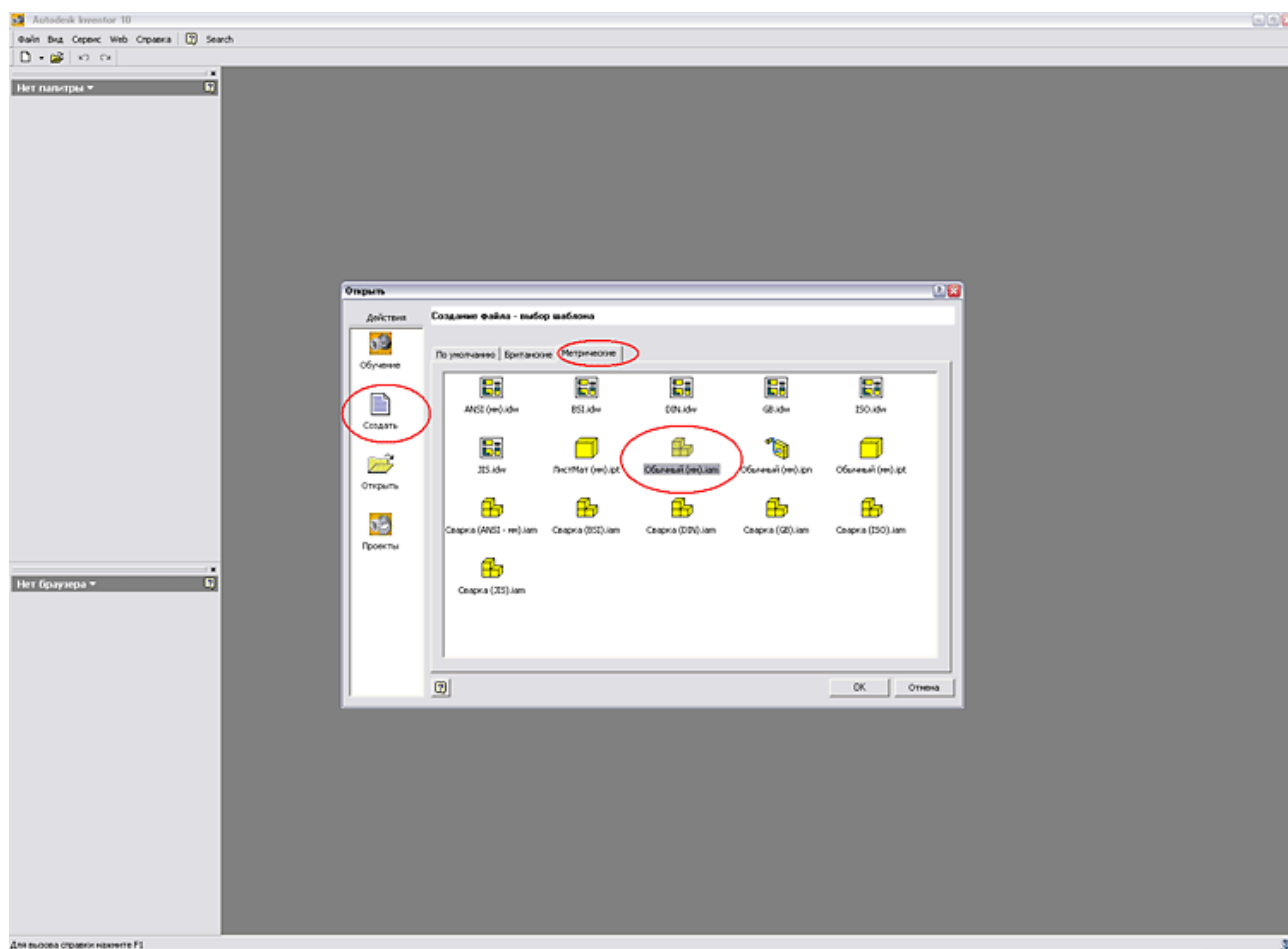 Autodesk Inventor 10
Файл Вид Сервис Web Справка Search
Нет палитры
Открыть
Действия
Создание файла - выбор шаблона
Обучение
По умолчанию Британские Метрические
Создать
ANSI (мм).idw BSI.idw DIN.idw GB.idw ISO.idw
Открыть
JIS.idw ЛистМат (мм).ipt Обычный (мм).iam Обычный (мм).ipn Обычный (мм).ipt
Проекты
Сварка (ANSI - мм).iam Сварка (BSI).iam Сварка (DIN).iam Сварка (GB).iam Сварка (ISO).iam
Сварка (JIS).iam
Нет браузера
OK Отмена
Для вызова справки нажмите F1